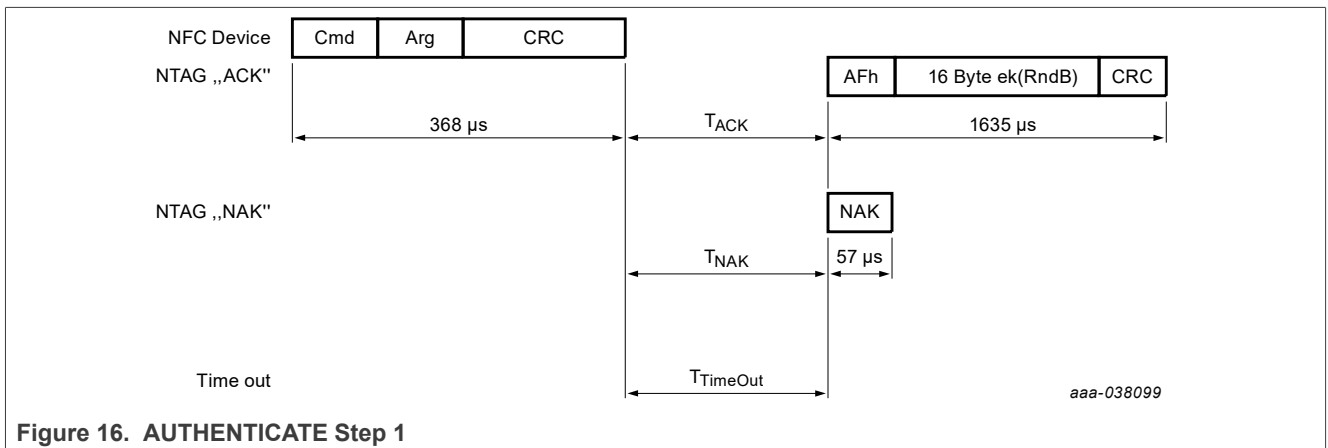 NFC Device Cmd Arg CRC
NTAG ,,ACK'' AFh 16 Byte ek(RndB) CRC
368 µs TACK 1635 µs
NTAG ,,NAK'' NAK
TNAK 57 µs
Time out TTimeOut aaa-038099
Figure 16. AUTHENTICATE Step 1